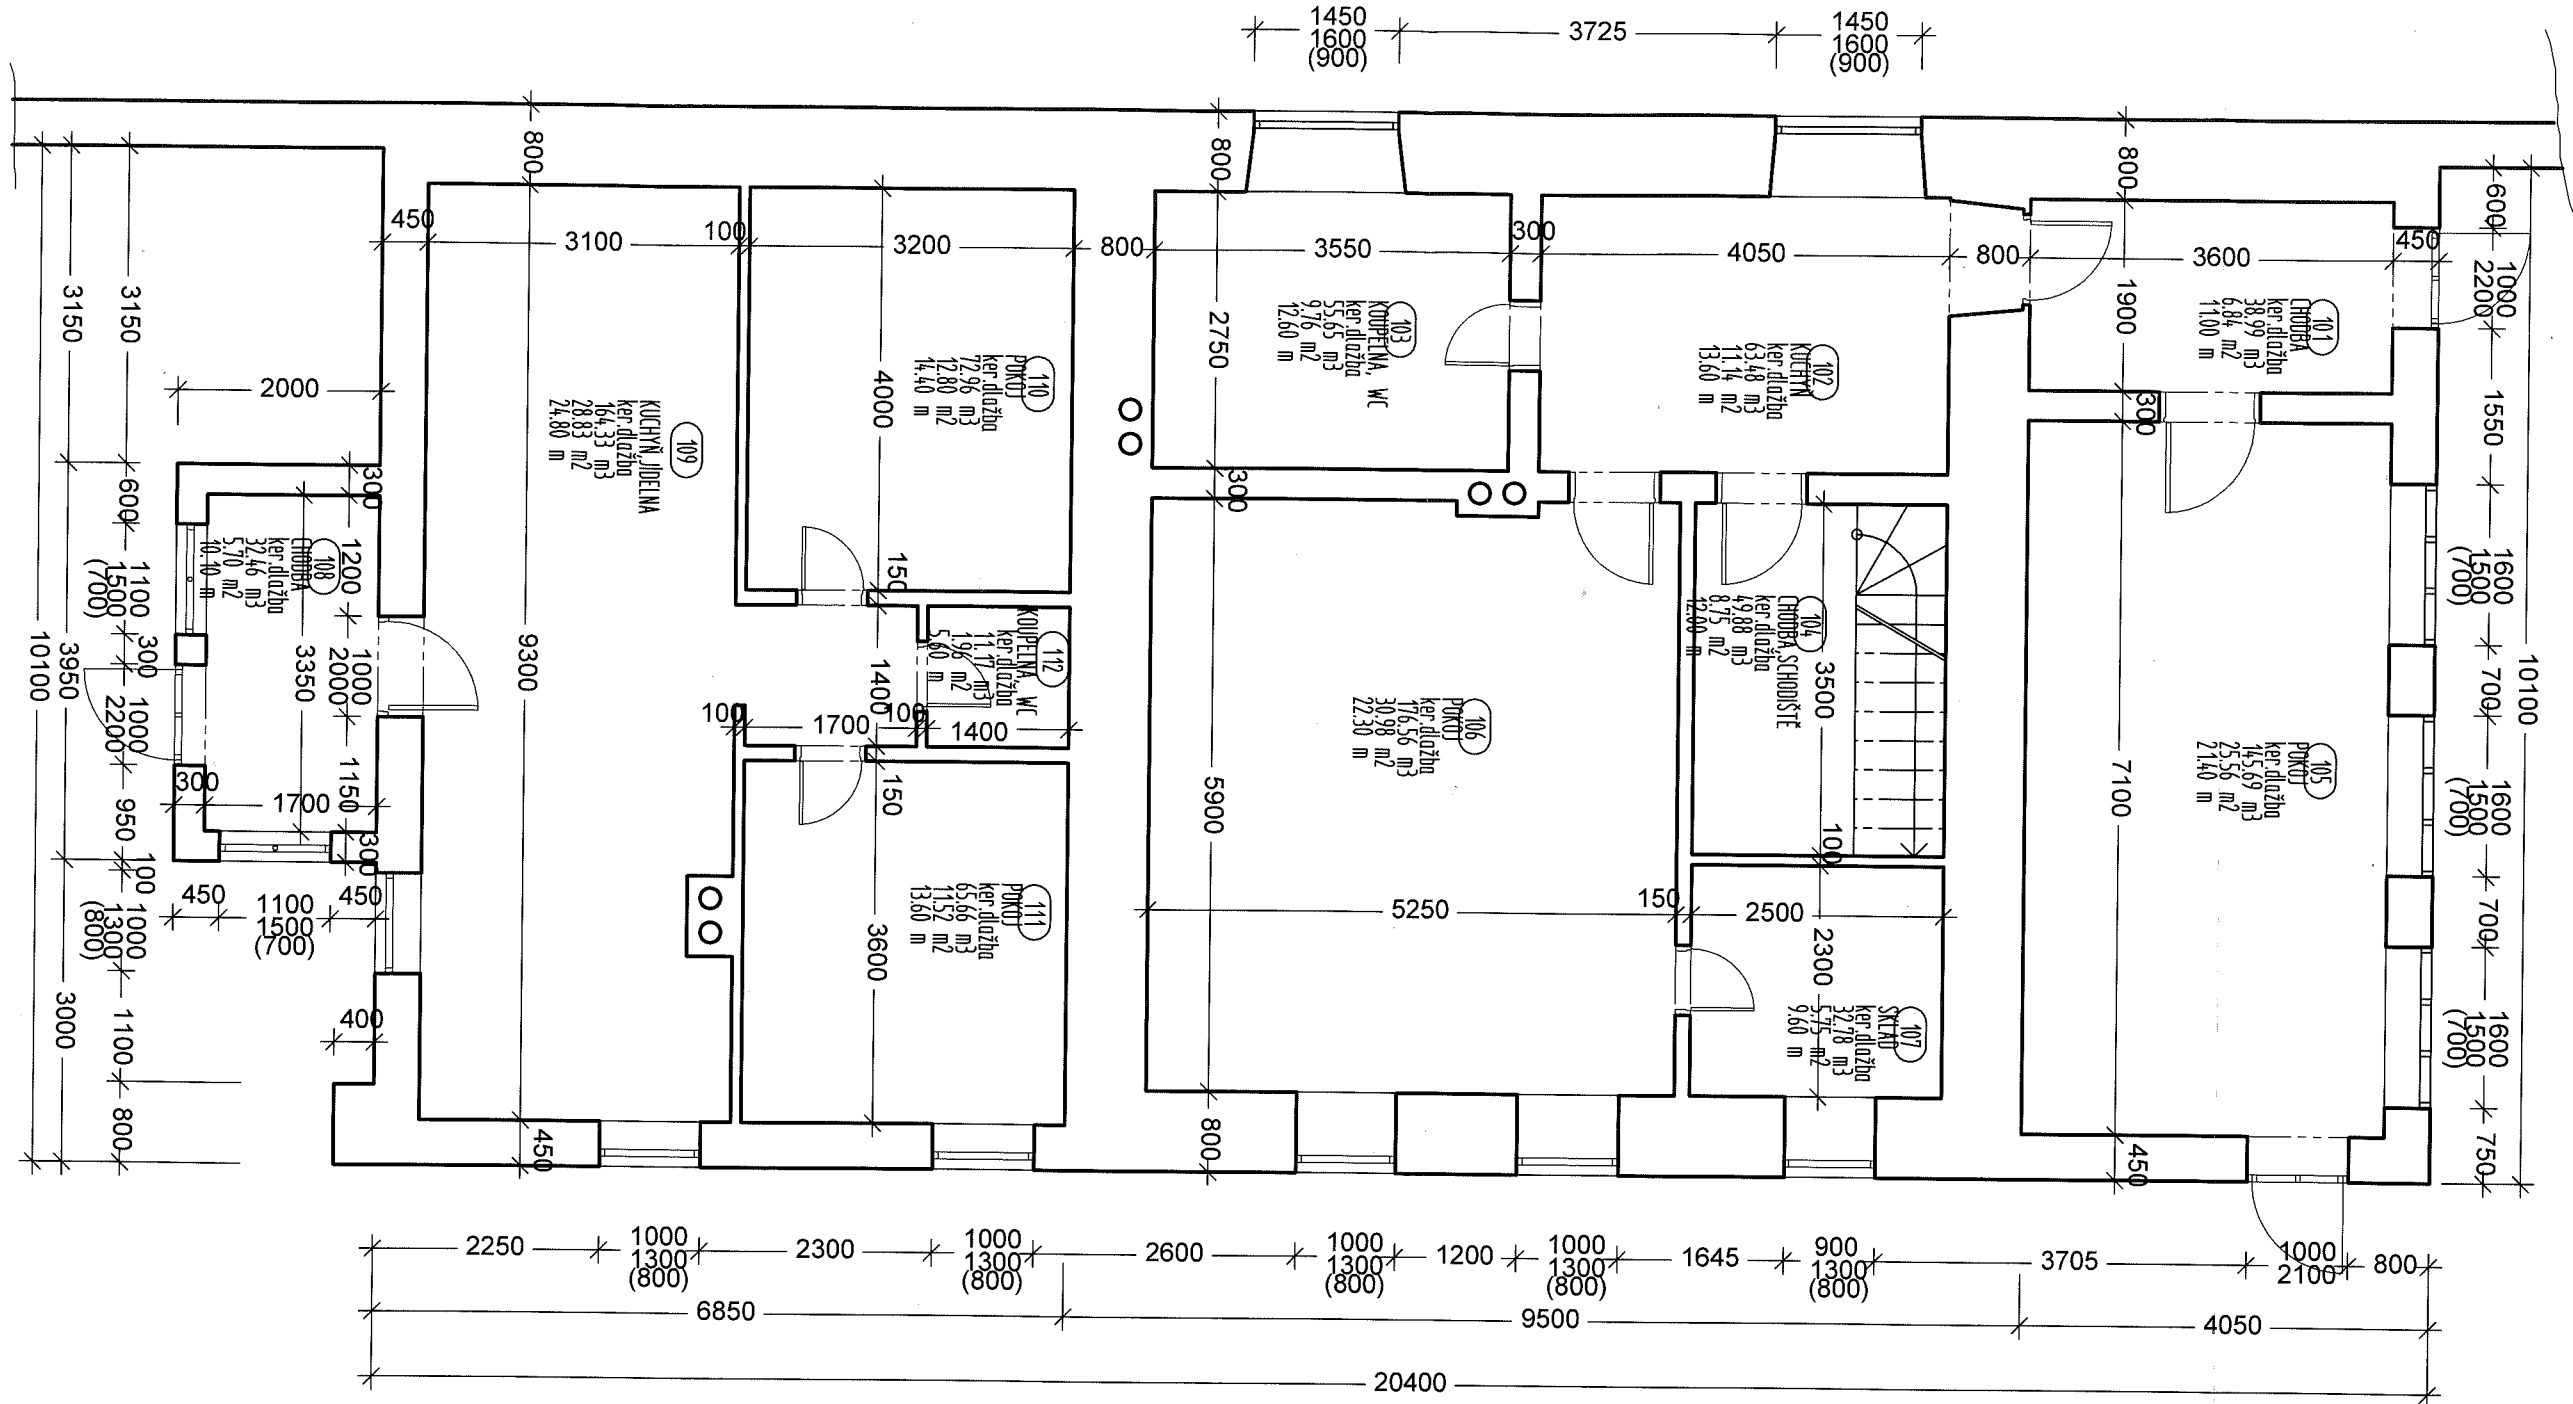 1450
1600
(900)
3725
1450
1600
(900)
800
800
800
450
3100
100
3200
800
3550
300
4050
800
3600
450
600
1000
2200
1550
1600
1500
(700)
700
1600
1500
(700)
700
1600
1500
(700)
750
10100
3150
3150
2000
600
1100
1500
(700)
300
1000
2200
950
100
1000
1300
(800)
1100
800
3950
3000
10100
300
1200
1000
2000
1150
300
3350
300
1700
450
1100
1500
(700)
450
400
9300
450
4000
150
1400
100
1700
100
1400
150
3600
2750
300
5900
800
5250
150
2500
3500
100
2300
1900
300
7100
450
101
CHODBA
ker.dlažba
38.99 m3
6.84 m2
11.00 m
102
KUCHYŇ
ker.dlažba
63.48 m3
11.14 m2
13.60 m
103
KOUPELNA, WC
ker.dlažba
55.65 m3
9.76 m2
12.60 m
104
CHODBA,SCHODIŠTĚ
ker.dlažba
49.88 m3
8.75 m2
12.00 m
105
POKOJ
ker.dlažba
145.69 m3
25.56 m2
21.40 m
106
POKOJ
ker.dlažba
176.56 m3
30.98 m2
22.30 m
107
SKLAD
ker.dlažba
32.78 m3
5.75 m2
9.60 m
108
CHODBA
ker.dlažba
32.46 m3
5.70 m2
10.10 m
109
KUCHYŇ,JÍDELNA
ker.dlažba
164.33 m3
28.83 m2
24.80 m
110
POKOJ
ker.dlažba
72.96 m3
12.80 m2
14.40 m
111
POKOJ
ker.dlažba
65.66 m3
11.52 m2
13.60 m
112
KOUPELNA, WC
ker.dlažba
11.17 m3
1.96 m2
5.60 m
2250
1000
1300
(800)
2300
1000
1300
(800)
2600
1000
1300
(800)
1200
1000
1300
(800)
1645
900
1300
(800)
3705
1000
2100
800
6850
9500
4050
20400